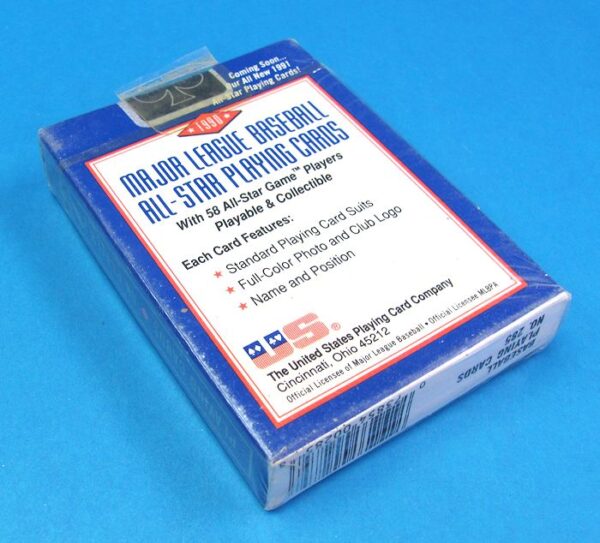 Coming Soon...
Our All New 1991
All-Star Playing Cards!
1990
MAJOR LEAGUE BASEBALL
ALL-STAR PLAYING CARDS
With 58 All-Star Game™ Players
Playable & Collectible
Each Card Features:
★ Standard Playing Card Suits
★ Full-Color Photo and Club Logo
★ Name and Position
US®
The United States Playing Card Company
Cincinnati, Ohio 45212
Official Licensee of Major League Baseball • Official Licensee MLBPA
BASEBALL
PLAYING CARDS
NO. 285